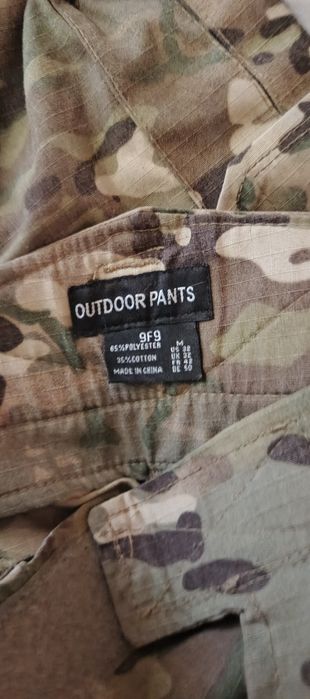 OUTDOOR PANTS
9F9
65%POLYESTER
35%COTTON
MADE IN CHINA
M
US 32
UK 32
FR 42
DE 50